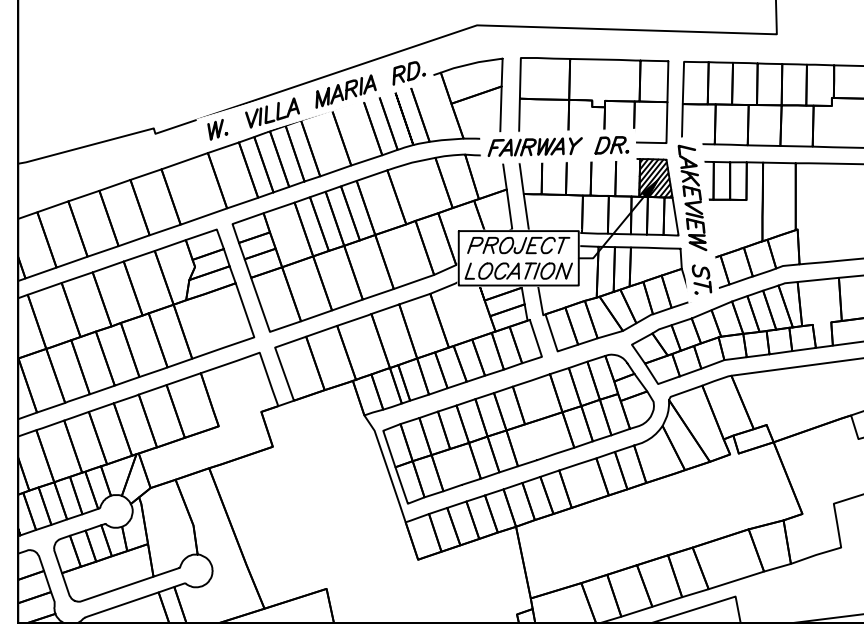 W. VILLA MARIA RD.
FAIRWAY DR.
LAKEVIEW ST.
PROJECT
LOCATION